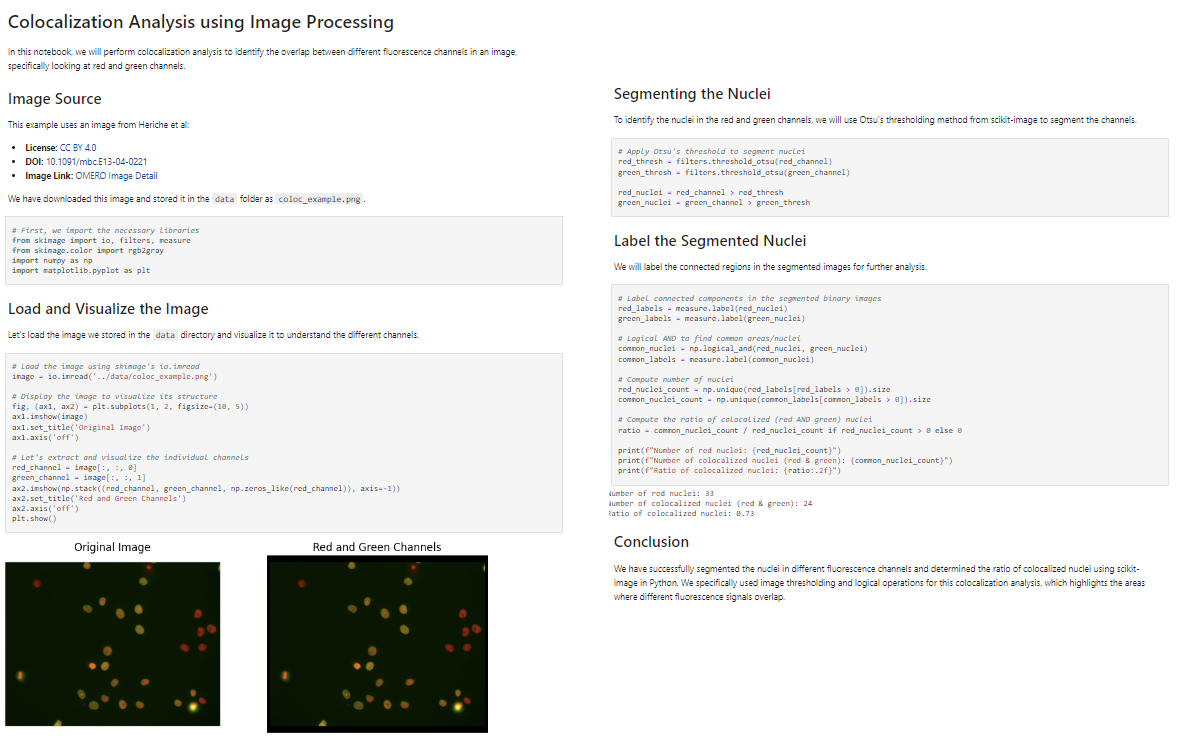 Colocalization Analysis using Image Processing
In this notebook, we will perform colocalization analysis to identify the overlap between different fluorescence channels in an image,
specifically looking at red and green channels.
Image Source
This example uses an image from Heriche et al:
• License: CC BY 4.0
• DOI: 10.1091/mbc.E13-04-0221
• Image Link: OMERO Image Detail
We have downloaded this image and stored it in the data folder as coloc_example.png .
# First, we import the necessary libraries
from skimage import io, filters, measure
from skimage.color import rgb2gray
import numpy as np
import matplotlib.pyplot as plt
Load and Visualize the Image
Let's load the image we stored in the data directory and visualize it to understand the different channels.
# Load the image using skimage's io.imread
image = io.imread('../data/coloc_example.png')
# Display the image to visualize its structure
fig, (ax1, ax2) = plt.subplots(1, 2, figsize=(10, 5))
ax1.imshow(image)
ax1.set_title('Original Image')
ax1.axis('off')
# Let's extract and visualize the individual channels
red_channel = image[:, :, 0]
green_channel = image[:, :, 1]
ax2.imshow(np.stack((red_channel, green_channel, np.zeros_like(red_channel)), axis=-1))
ax2.set_title('Red and Green Channels')
ax2.axis('off')
plt.show()
Original Image
Red and Green Channels
Segmenting the Nuclei
To identify the nuclei in the red and green channels, we will use Otsu's thresholding method from scikit-image to segment the channels.
# Apply Otsu's threshold to segment nuclei
red_thresh = filters.threshold_otsu(red_channel)
green_thresh = filters.threshold_otsu(green_channel)
red_nuclei = red_channel > red_thresh
green_nuclei = green_channel > green_thresh
Label the Segmented Nuclei
We will label the connected regions in the segmented images for further analysis.
# Label connected components in the segmented binary images
red_labels = measure.label(red_nuclei)
green_labels = measure.label(green_nuclei)
# Logical AND to find common areas/nuclei
common_nuclei = np.logical_and(red_nuclei, green_nuclei)
common_labels = measure.label(common_nuclei)
# Compute number of nuclei
red_nuclei_count = np.unique(red_labels[red_labels > 0]).size
common_nuclei_count = np.unique(common_labels[common_labels > 0]).size
# Compute the ratio of colocalized (red AND green) nuclei
ratio = common_nuclei_count / red_nuclei_count if red_nuclei_count > 0 else 0
print(f"Number of red nuclei: {red_nuclei_count}")
print(f"Number of colocalized nuclei (red & green): {common_nuclei_count}")
print(f"Ratio of colocalized nuclei: {ratio:.2f}")
Number of red nuclei: 33
Number of colocalized nuclei (red & green): 24
Ratio of colocalized nuclei: 0.73
Conclusion
We have successfully segmented the nuclei in different fluorescence channels and determined the ratio of colocalized nuclei using scikit-
image in Python. We specifically used image thresholding and logical operations for this colocalization analysis, which highlights the areas
where different fluorescence signals overlap.